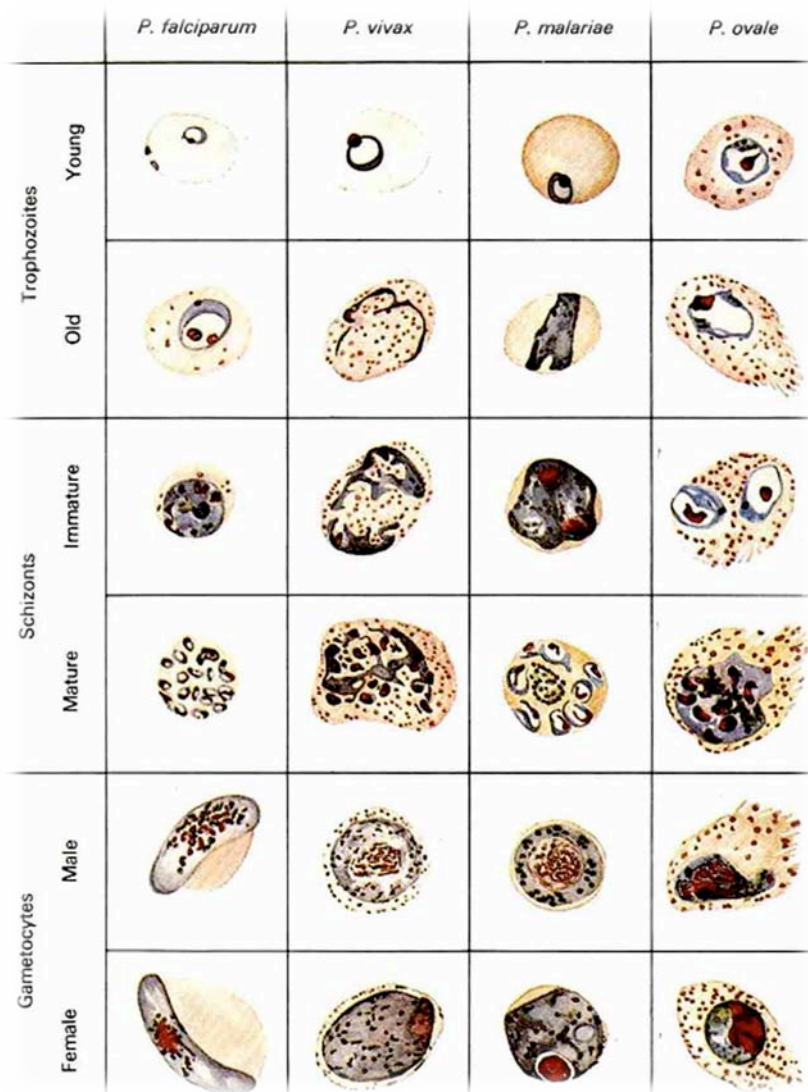 P. falciparum P. vivax P. malariae P. ovale
Trophozoites
Young
Old
Schizonts
Immature
Mature
Gametocytes
Male
Female